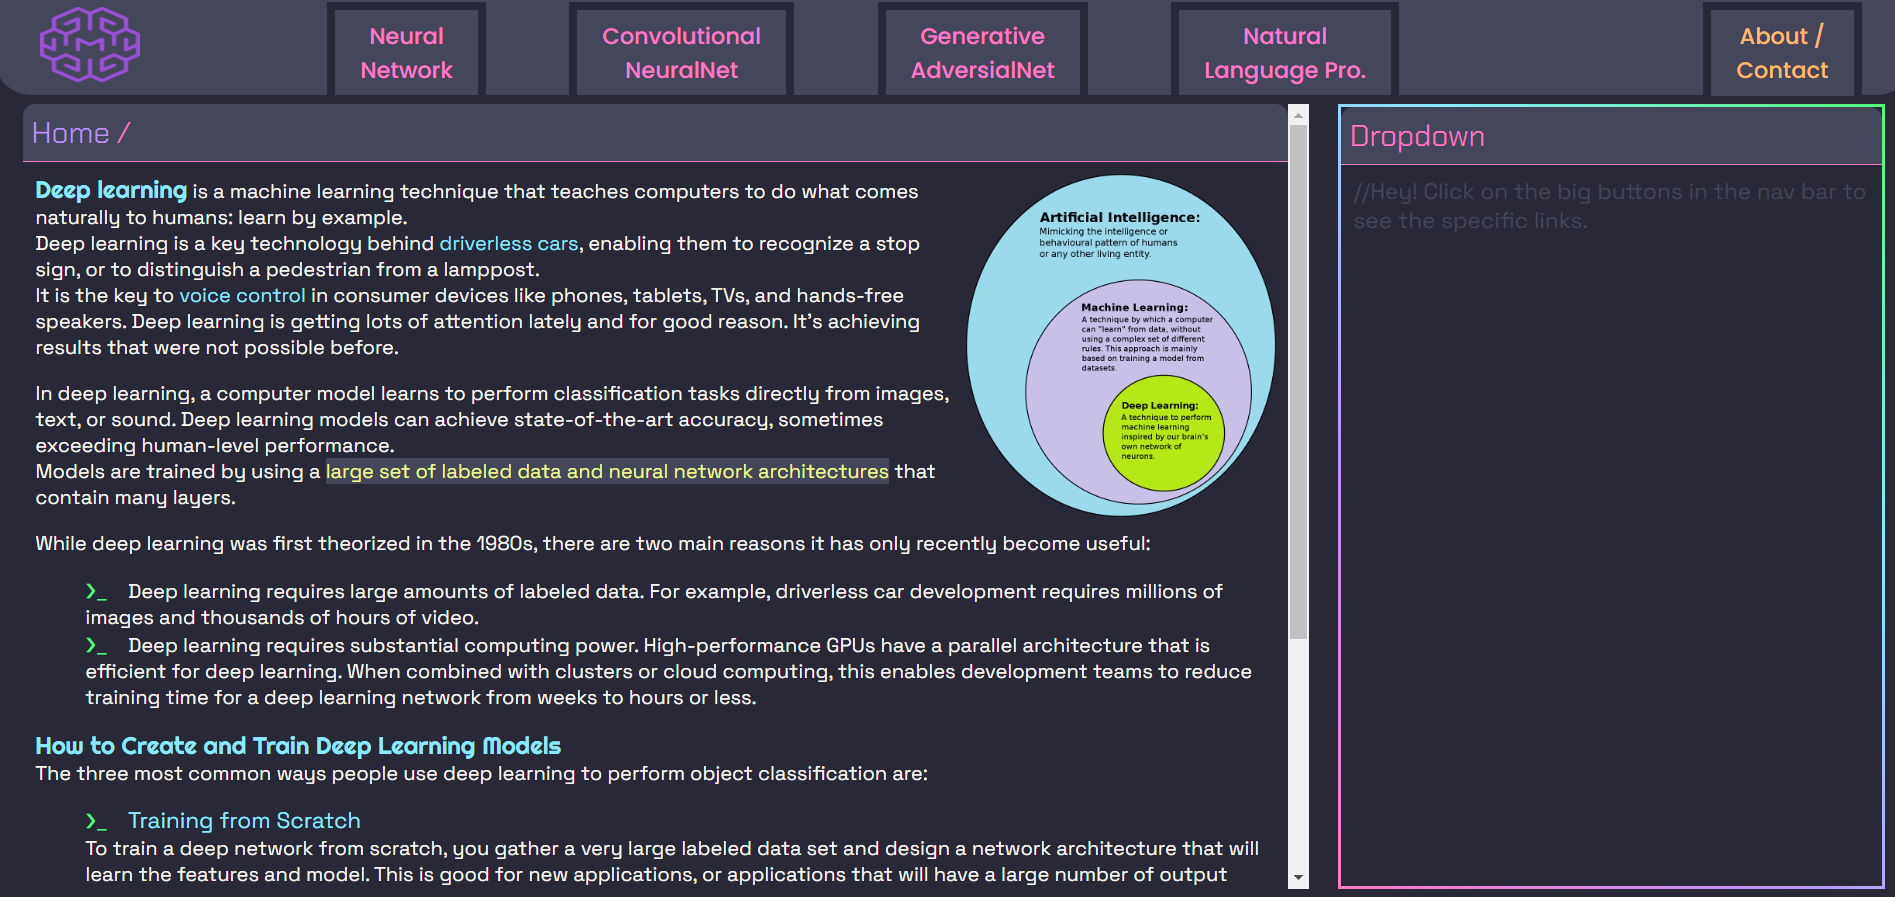 Neural
Network
Convolutional
NeuralNet
Generative
AdversialNet
Natural
Language Pro.
About /
Contact
Home /
Deep learning is a machine learning technique that teaches computers to do what comes
naturally to humans: learn by example.
Deep learning is a key technology behind driverless cars, enabling them to recognize a stop
sign, or to distinguish a pedestrian from a lamppost.
It is the key to voice control in consumer devices like phones, tablets, TVs, and hands-free
speakers. Deep learning is getting lots of attention lately and for good reason. It's achieving
results that were not possible before.
In deep learning, a computer model learns to perform classification tasks directly from images,
text, or sound. Deep learning models can achieve state-of-the-art accuracy, sometimes
exceeding human-level performance.
Models are trained by using a large set of labeled data and neural network architectures that
contain many layers.
Artificial Intelligence:
Mimicking the intelligence or
behavioural pattern of humans
or any other living entity.
Machine Learning:
A technique by which a computer
can "learn" from data, without
using a complex set of different
rules. This approach is mainly
based on training a model from
datasets.
Deep Learning:
A technique to perform
machine learning
inspired by our brain's
own network of
neurons.
While deep learning was first theorized in the 1980s, there are two main reasons it has only recently become useful:
❯_ Deep learning requires large amounts of labeled data. For example, driverless car development requires millions of
images and thousands of hours of video.
❯_ Deep learning requires substantial computing power. High-performance GPUs have a parallel architecture that is
efficient for deep learning. When combined with clusters or cloud computing, this enables development teams to reduce
training time for a deep learning network from weeks to hours or less.
How to Create and Train Deep Learning Models
The three most common ways people use deep learning to perform object classification are:
❯_ Training from Scratch
To train a deep network from scratch, you gather a very large labeled data set and design a network architecture that will
learn the features and model. This is good for new applications, or applications that will have a large number of output
Dropdown
//Hey! Click on the big buttons in the nav bar to
see the specific links.